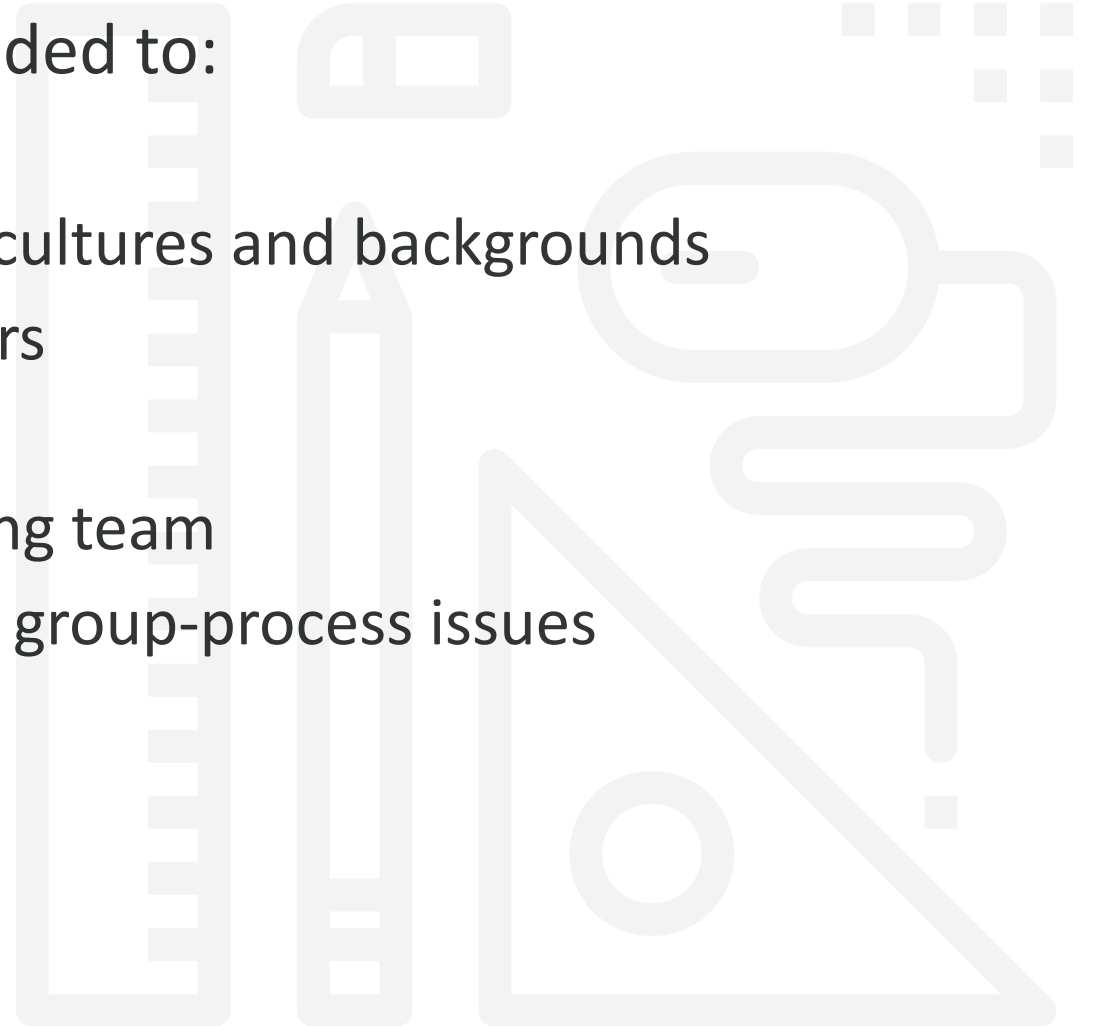 ded to:
cultures and backgrounds
rs
ng team
group-process issues